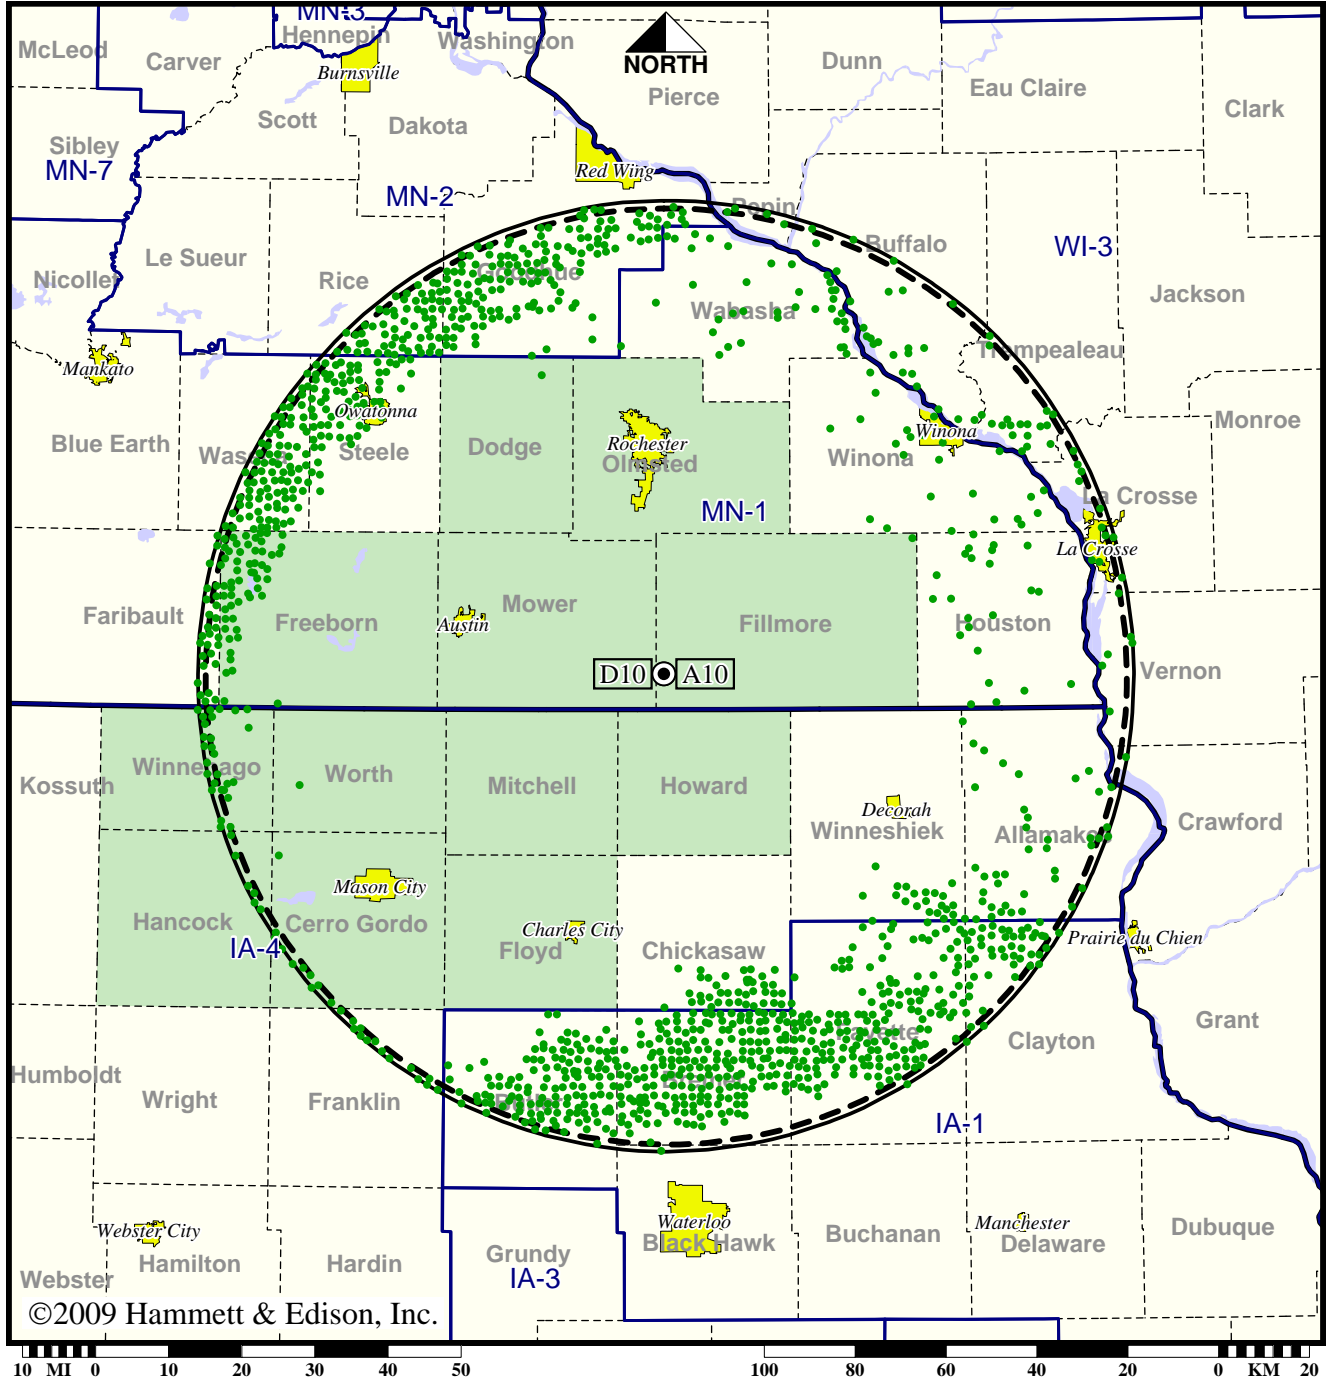 MN-3
Hennepin
Washington
McLeod
Carver
Burnsville
NORTH
Dunn
Pierce
Eau Claire
Clark
Scott
Dakota
Sibley
MN-7
Red Wing
MN-2
Pepin
Buffalo
WI-3
Le Sueur
Rice
Goodhue
Nicollet
Jackson
Wabasha
Trempealeau
Mankato
Owatonna
Monroe
Blue Earth
Waseca
Steele
Dodge
Rochester
Olmsted
Winona
Winona
La Crosse
MN-1
La Crosse
Faribault
Freeborn
Mower
Austin
Fillmore
Houston
D10
A10
Vernon
Kossuth
Winnebago
Worth
Mitchell
Howard
Decorah
Winneshiek
Allamakee
Crawford
Mason City
Hancock
Cerro Gordo
IA-4
Charles City
Floyd
Chickasaw
Prairie du Chien
Grant
Fayette
Clayton
Humboldt
Wright
Franklin
Butler
Bremer
IA-1
Webster City
Hamilton
Hardin
Webster
Grundy
IA-3
Waterloo
Black Hawk
Buchanan
Manchester
Delaware
Dubuque
©2009 Hammett & Edison, Inc.
10 MI 0 10 20 30 40 50 100 80 60 40 20 0 KM 20